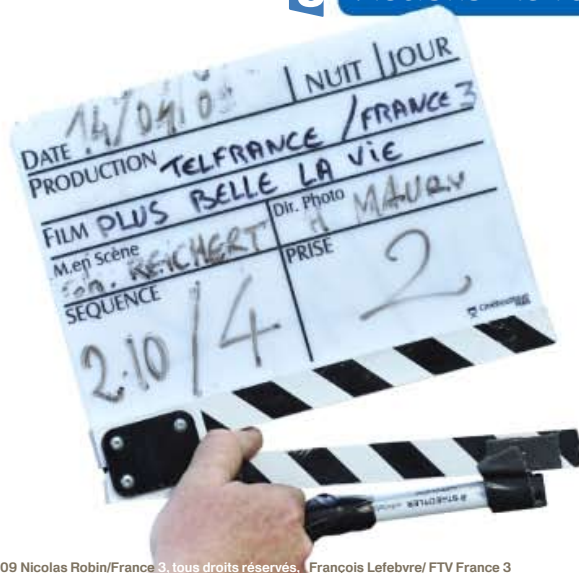 NUIT JOUR
DATE 14/04/0
PRODUCTION TELFRANCE / FRANCE 3
FILM PLUS BELLE LA VIE
M.en Scène REICHERT Dir. Photo MAURY
SEQUENCE PRISE
2.10/4 2
STAEDTLER
09 Nicolas Robin/France 3, tous droits réservés, François Lefebvre/ FTV France 3